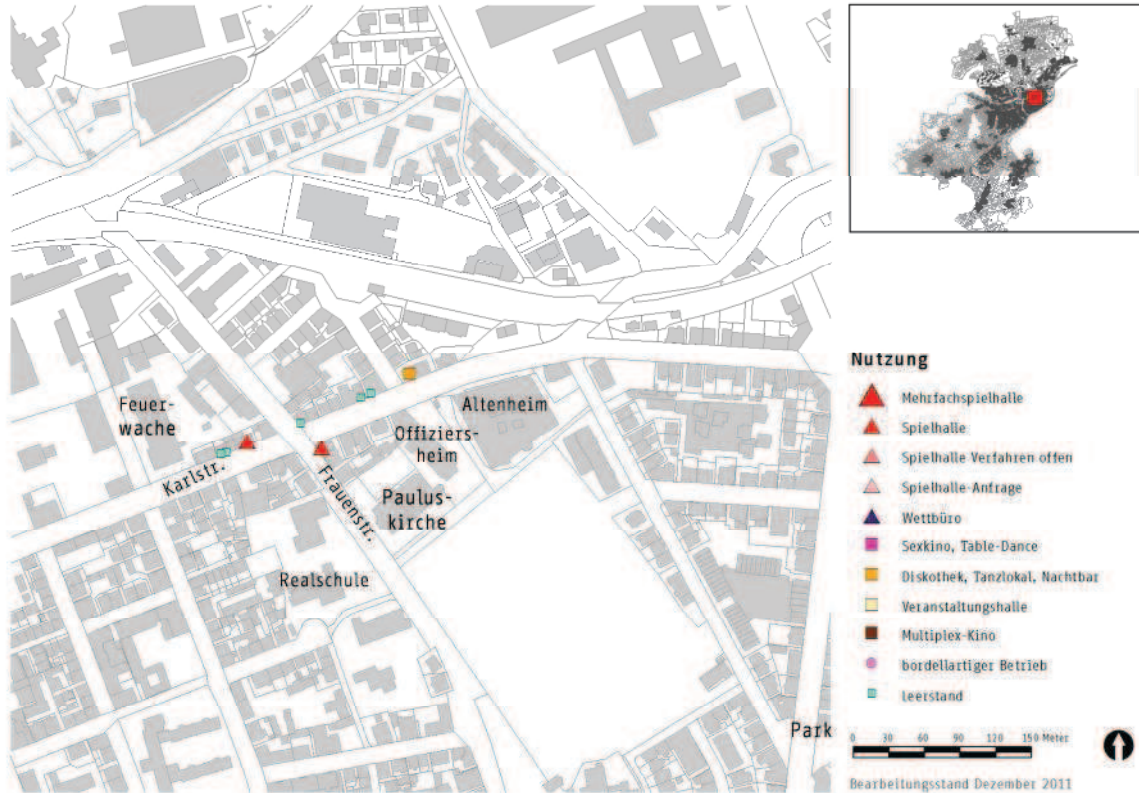 Feuer-
wache
Karlstr.
Frauenstr.
Altenheim
Offiziers-
heim
Paulus-
kirche
Realschule
Park
Nutzung
Mehrfachspielhalle
Spielhalle
Spielhalle Verfahren offen
Spielhalle-Anfrage
Wettbüro
Sexkino, Table-Dance
Diskothek, Tanzlokal, Nachtbar
Veranstaltungshalle
Multiplex-Kino
bordellartiger Betrieb
Leerstand
0 30 60 90 120 150 Meter
Bearbeitungsstand Dezember 2011